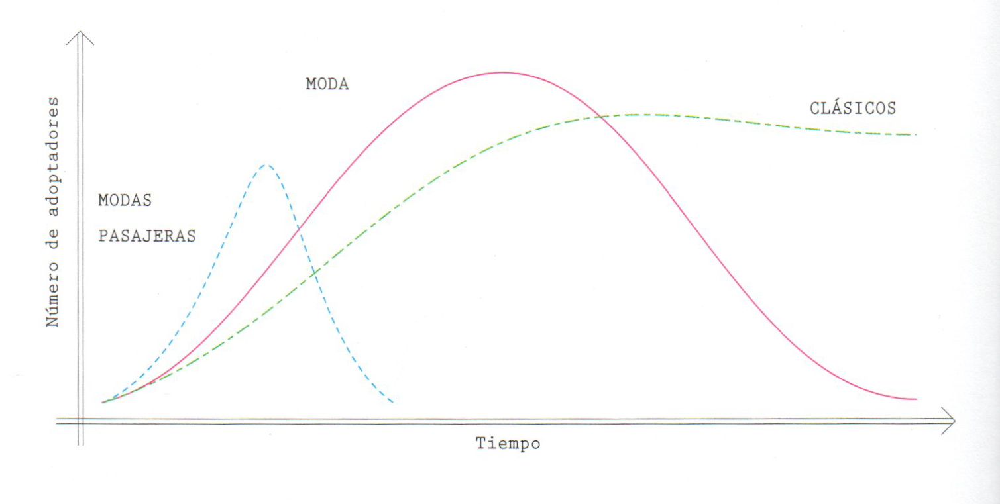 MODA
CLÁSICOS
MODAS
PASAJERAS
Número de adoptadores
Tiempo